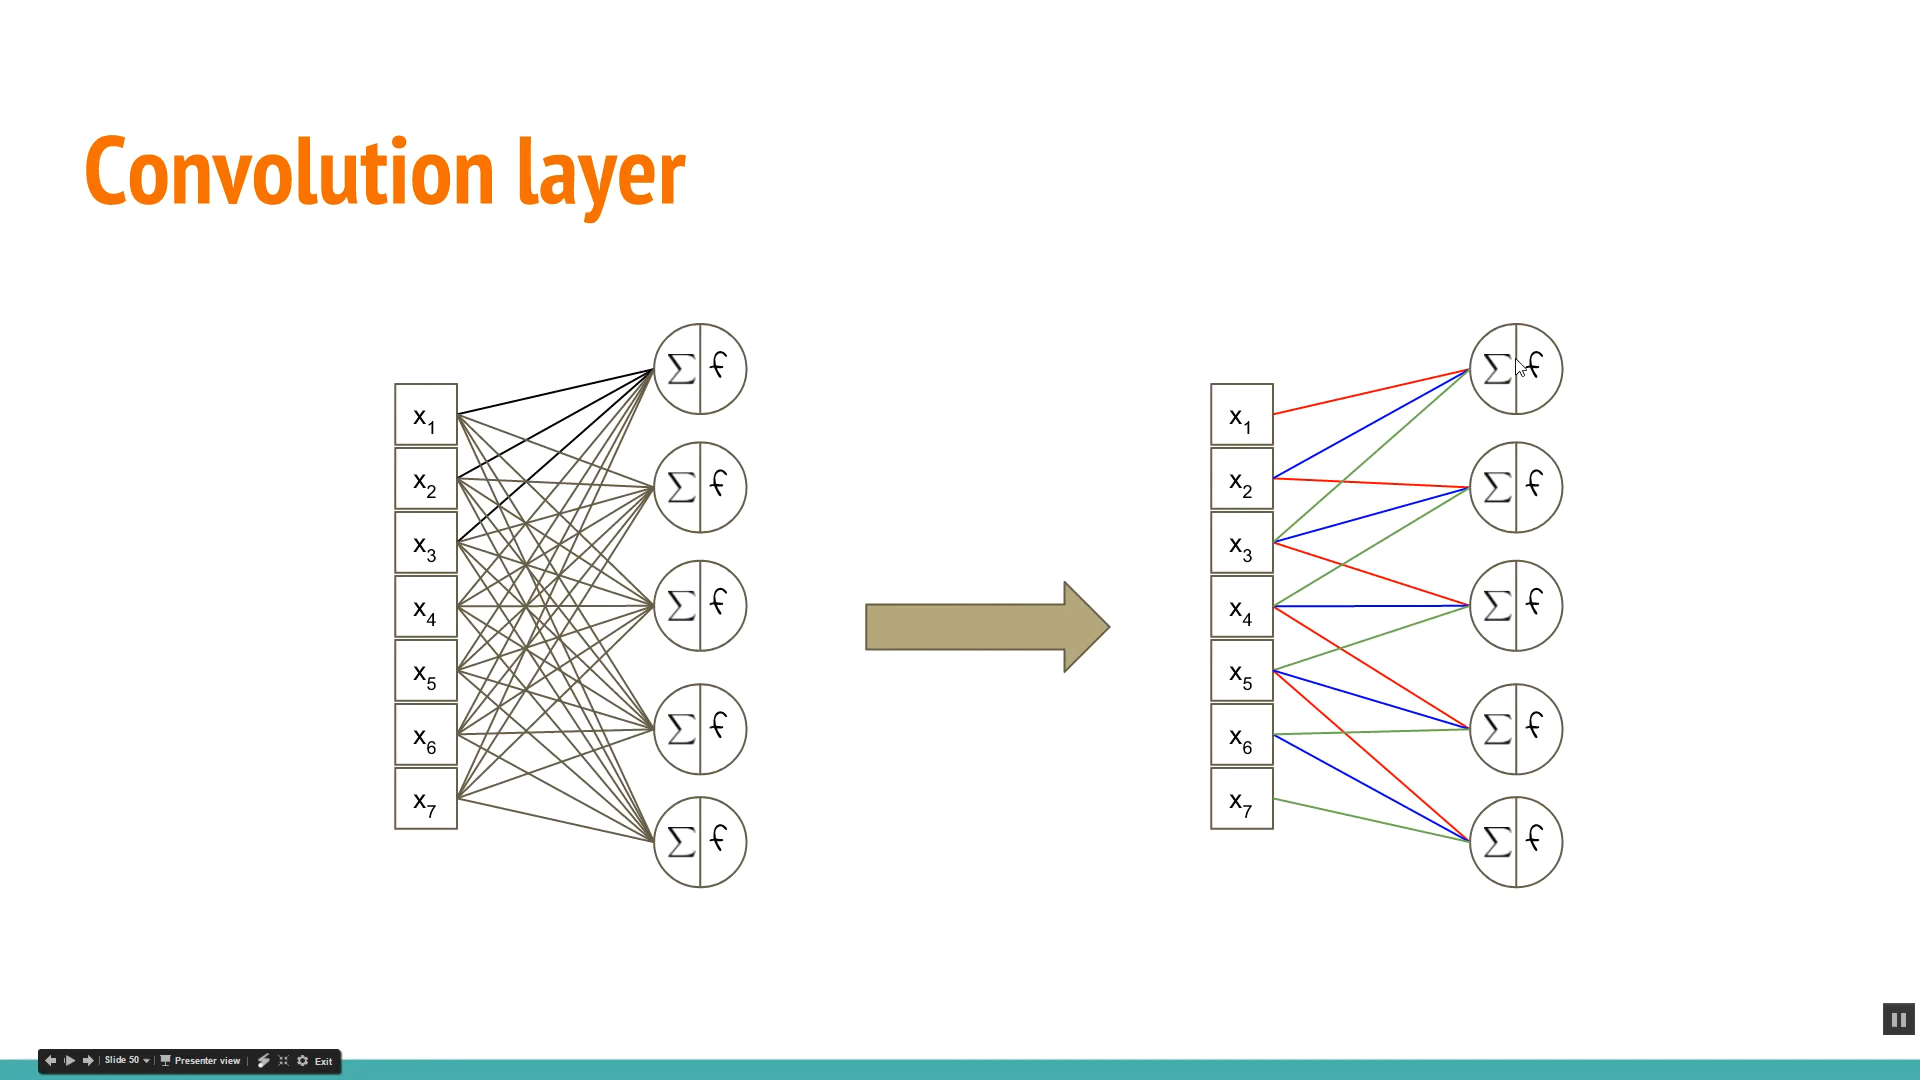 Convolution layer
x1
x2
x3
x4
x5
x6
x7
∑ f
∑ f
∑ f
∑ f
∑ f
x1
x2
x3
x4
x5
x6
x7
∑ f
∑ f
∑ f
∑ f
∑ f
Slide 50 Presenter view Exit